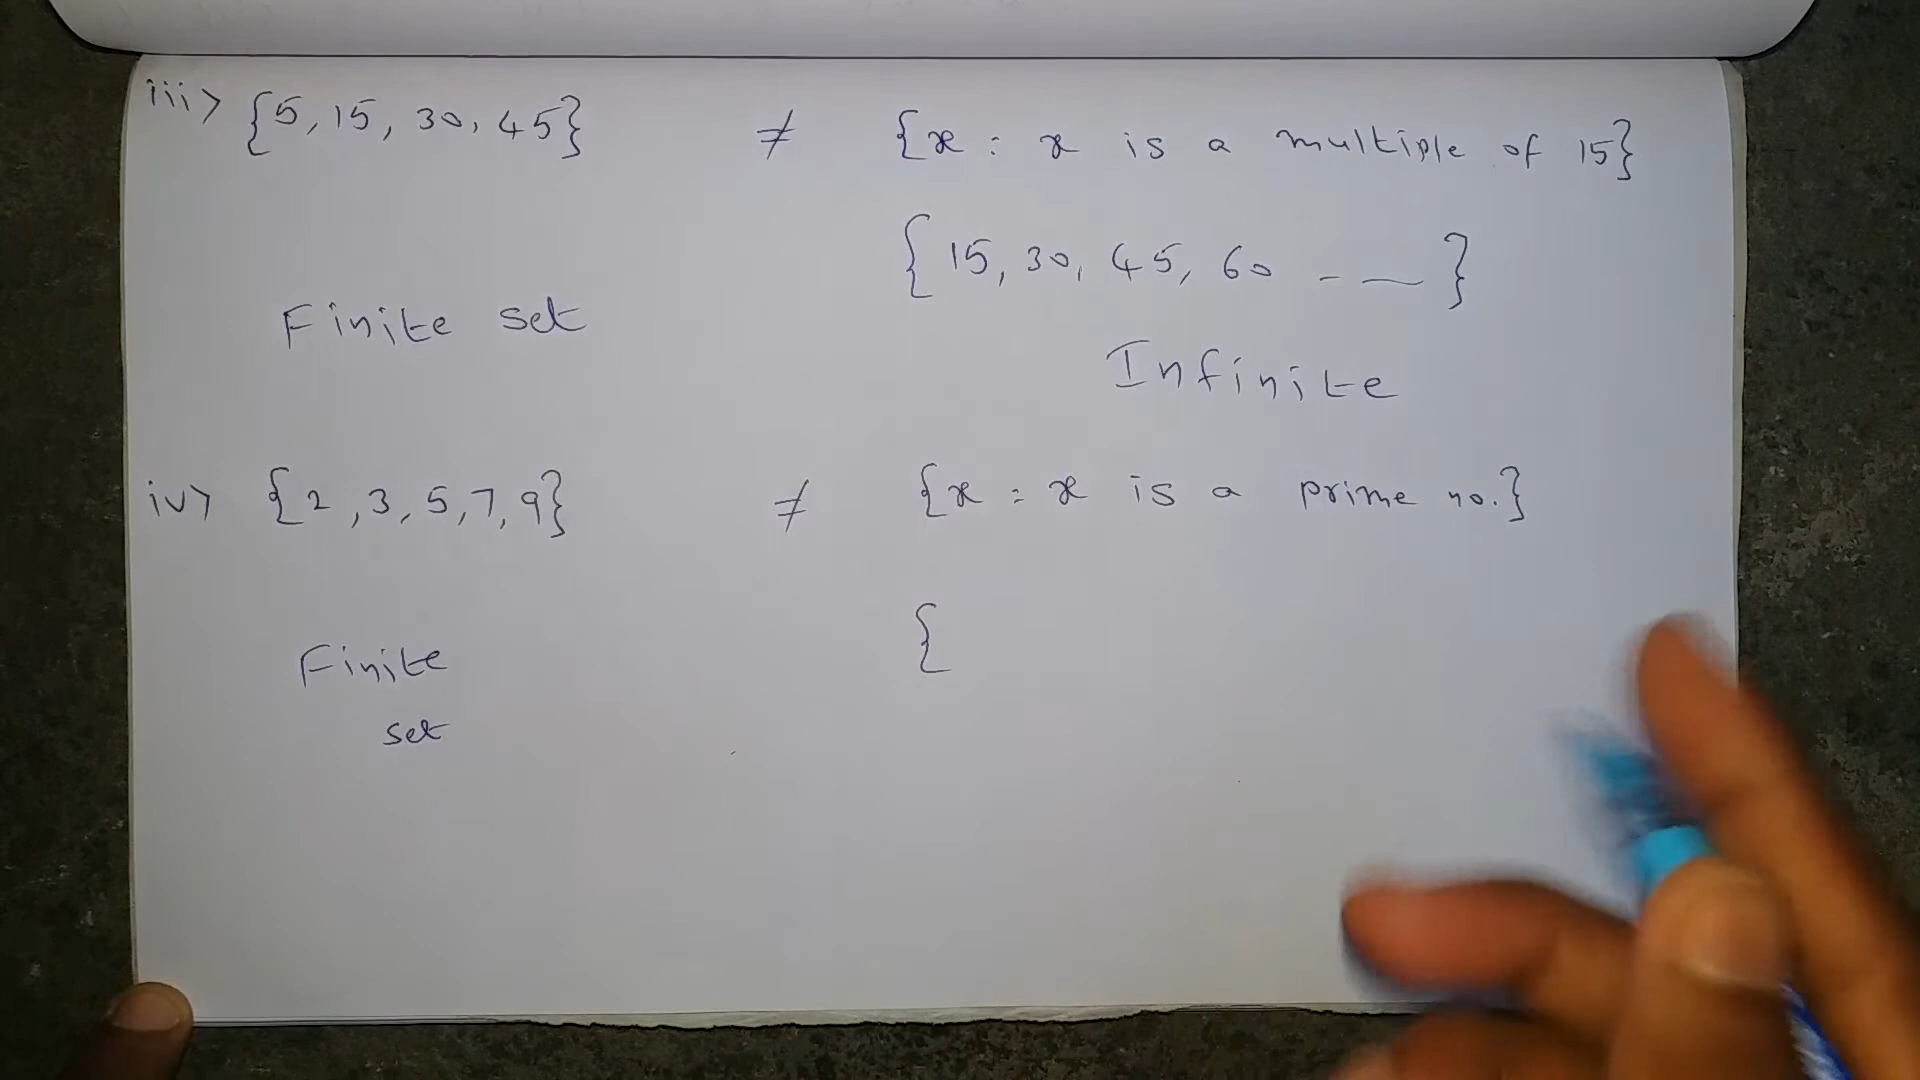 iii> {5, 15, 30, 45} ≠ {x : x is a multiple of 15}
{15, 30, 45, 60 - — }
Finite set
Infinite
iv> {2, 3, 5, 7, 9} ≠ {x : x is a prime no.}
{
Finite
set